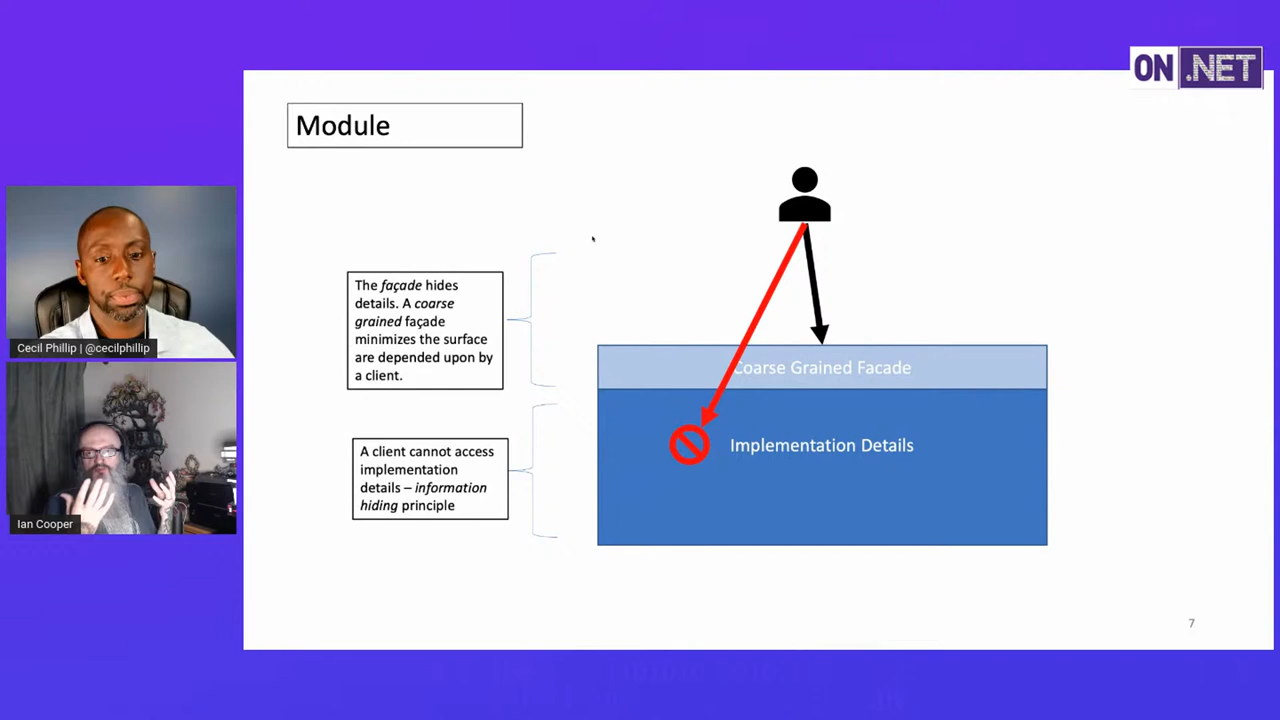 ON .NET
Module
The façade hides
details. A coarse
grained façade
minimizes the surface
are depended upon by
a client.
Coarse Grained Facade
Cecil Phillip | @cecilphillip
A client cannot access
implementation
details – information
hiding principle
Implementation Details
Ian Cooper
7